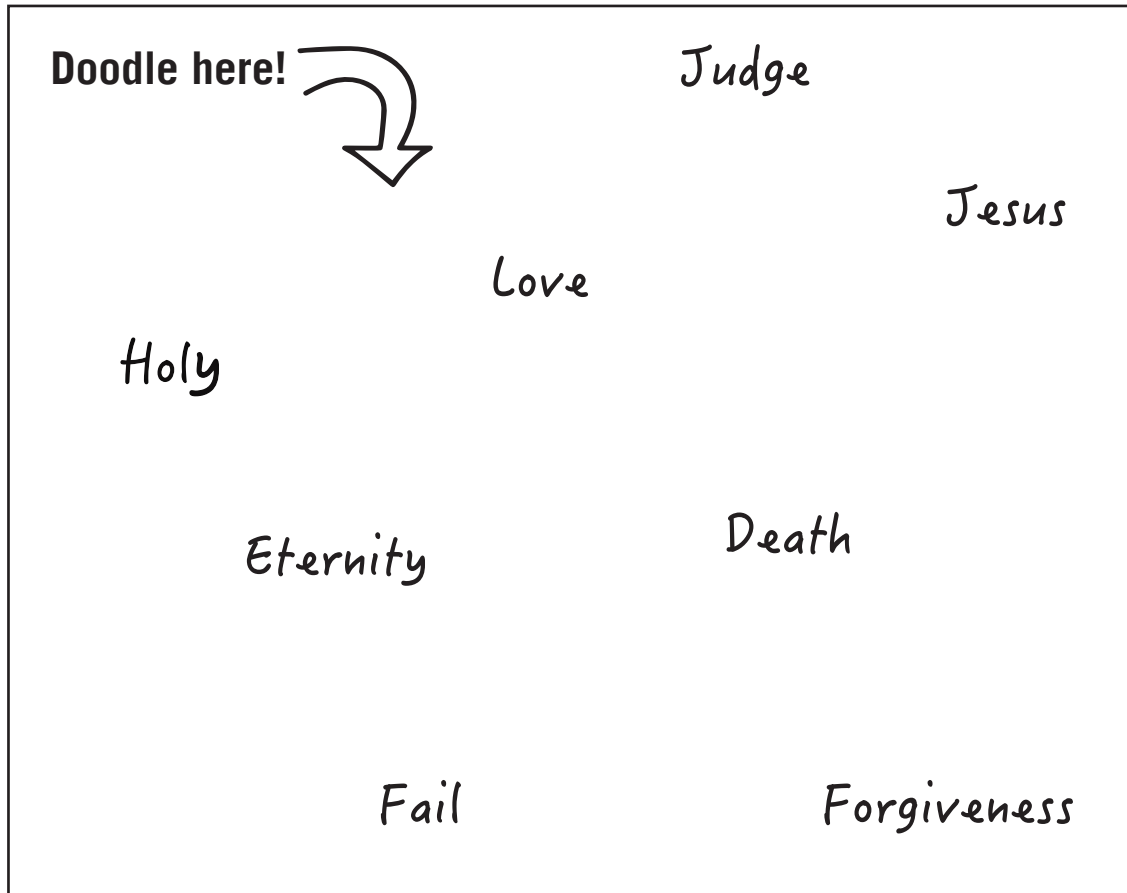 Doodle here!
Judge
Jesus
Love
Holy
Death
Eternity
Fail
Forgiveness